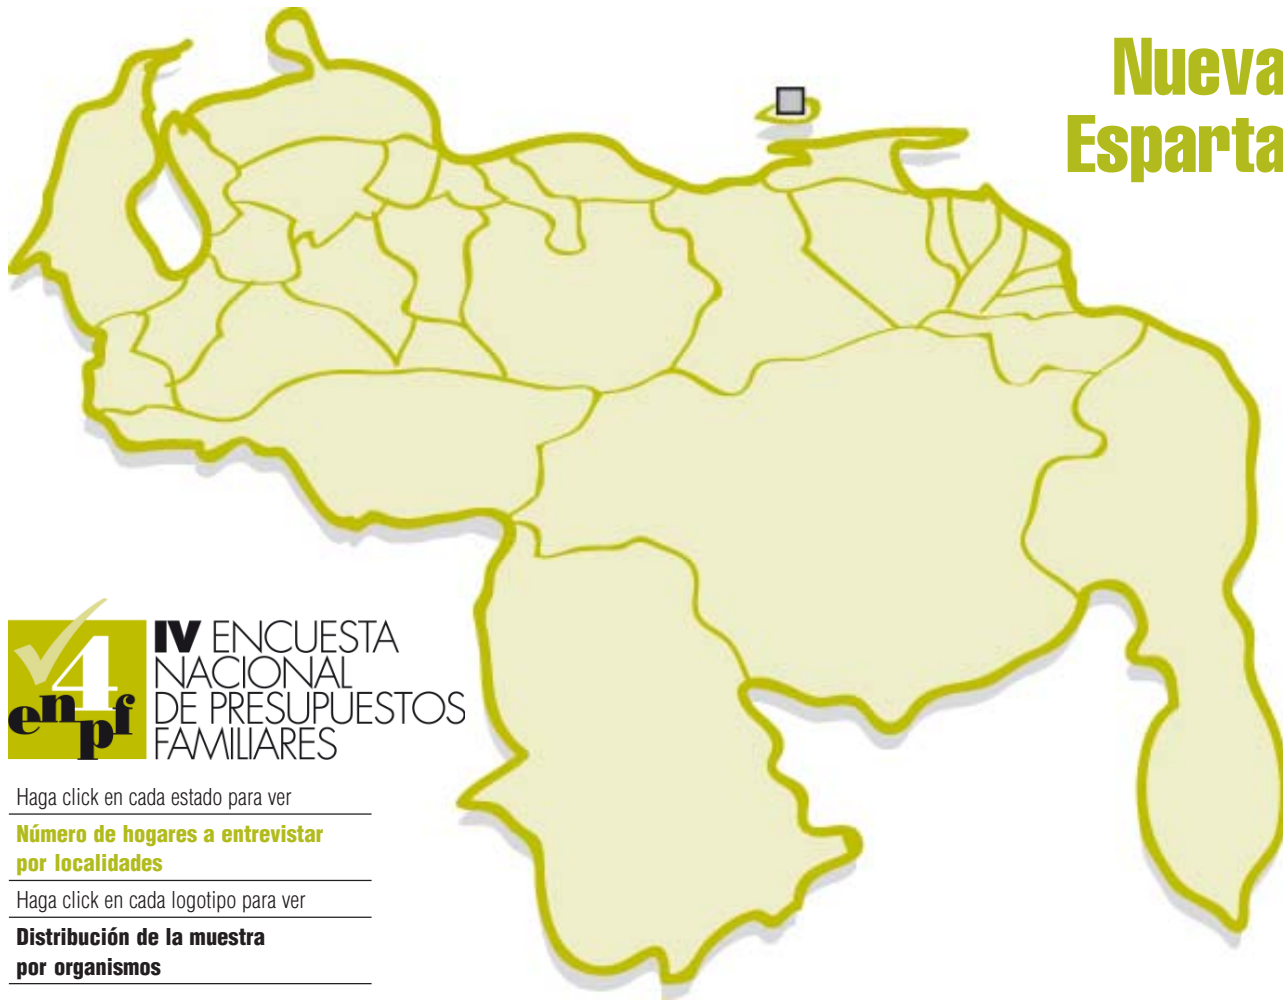 Nueva
Esparta
4
enpf
IV ENCUESTA
NACIONAL
DE PRESUPUESTOS
FAMILIARES
Haga click en cada estado para ver
Número de hogares a entrevistar
por localidades
Haga click en cada logotipo para ver
Distribución de la muestra
por organismos